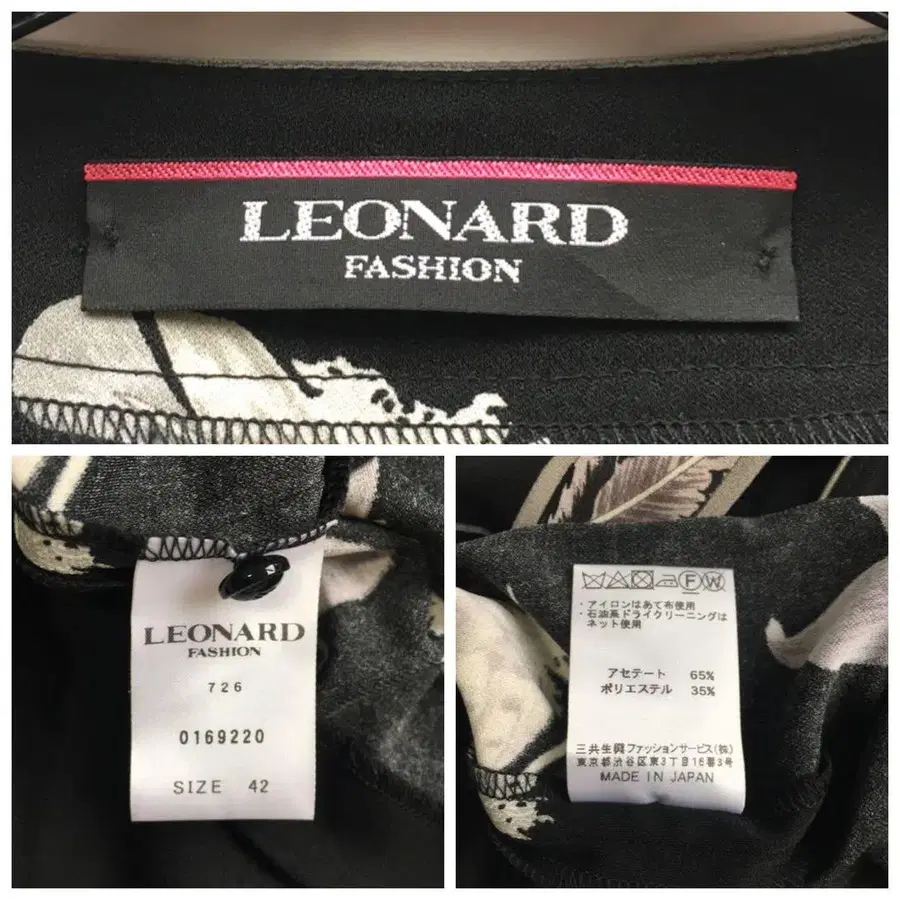 LEONARD
FASHION
LEONARD
FASHION
726
0169220
SIZE 42
F W
・アイロンはあて布使用
・石油系ドライクリーニングは
ネット使用
アセテート 65%
ポリエステル 35%
三共生興ファッションサービス(株)
東京都渋谷区東3丁目16番3号
MADE IN JAPAN